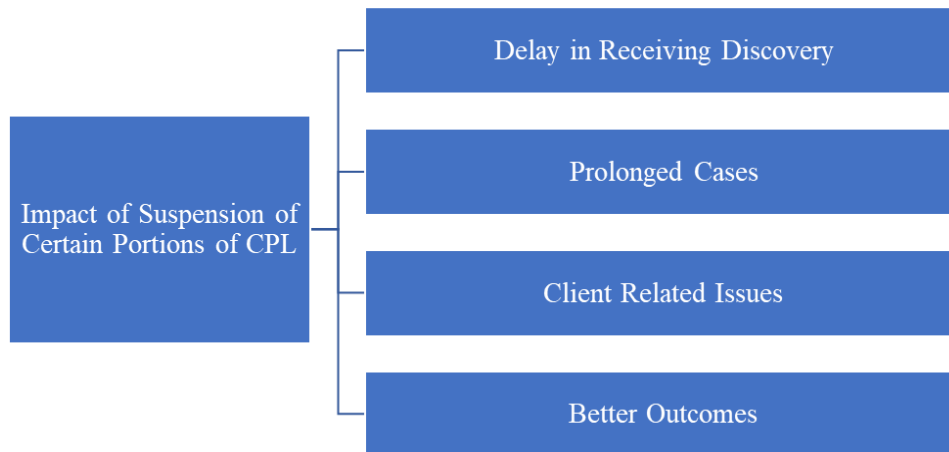 Impact of Suspension of
Certain Portions of CPL
Delay in Receiving Discovery
Prolonged Cases
Client Related Issues
Better Outcomes